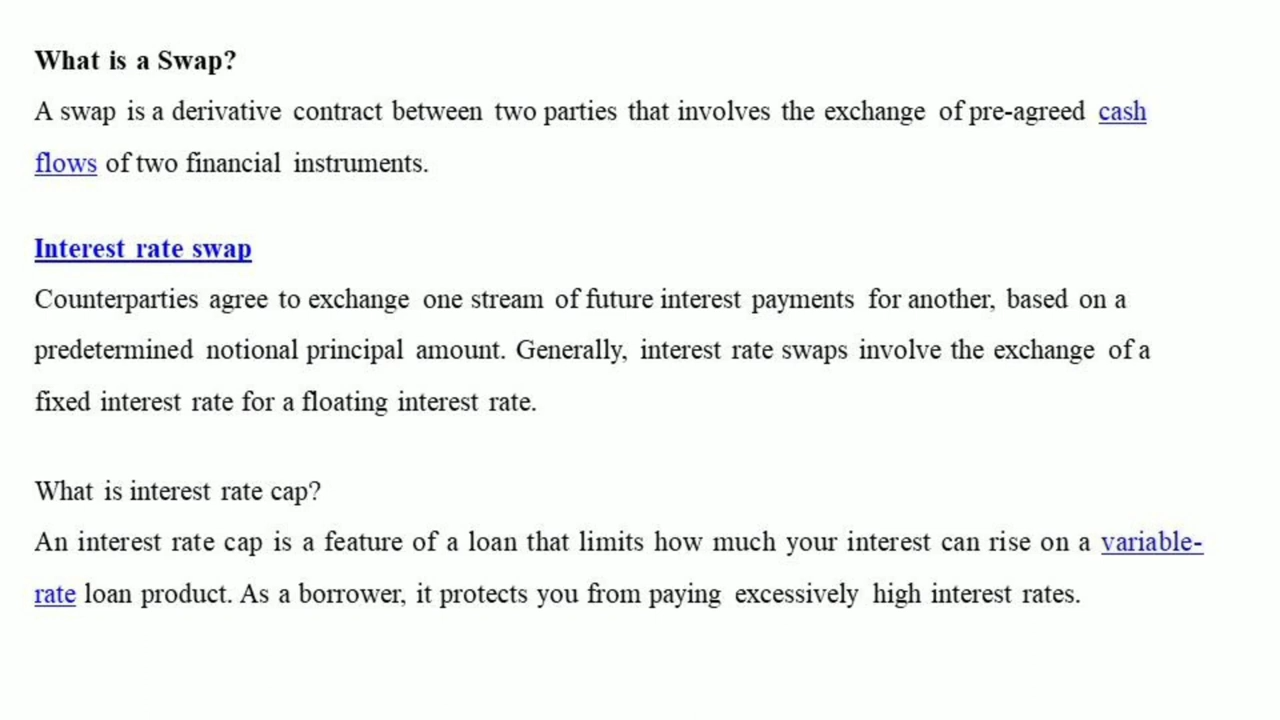 What is a Swap?
A swap is a derivative contract between two parties that involves the exchange of pre-agreed cash
flows of two financial instruments.
Interest rate swap
Counterparties agree to exchange one stream of future interest payments for another, based on a
predetermined notional principal amount. Generally, interest rate swaps involve the exchange of a
fixed interest rate for a floating interest rate.
What is interest rate cap?
An interest rate cap is a feature of a loan that limits how much your interest can rise on a variable-
rate loan product. As a borrower, it protects you from paying excessively high interest rates.